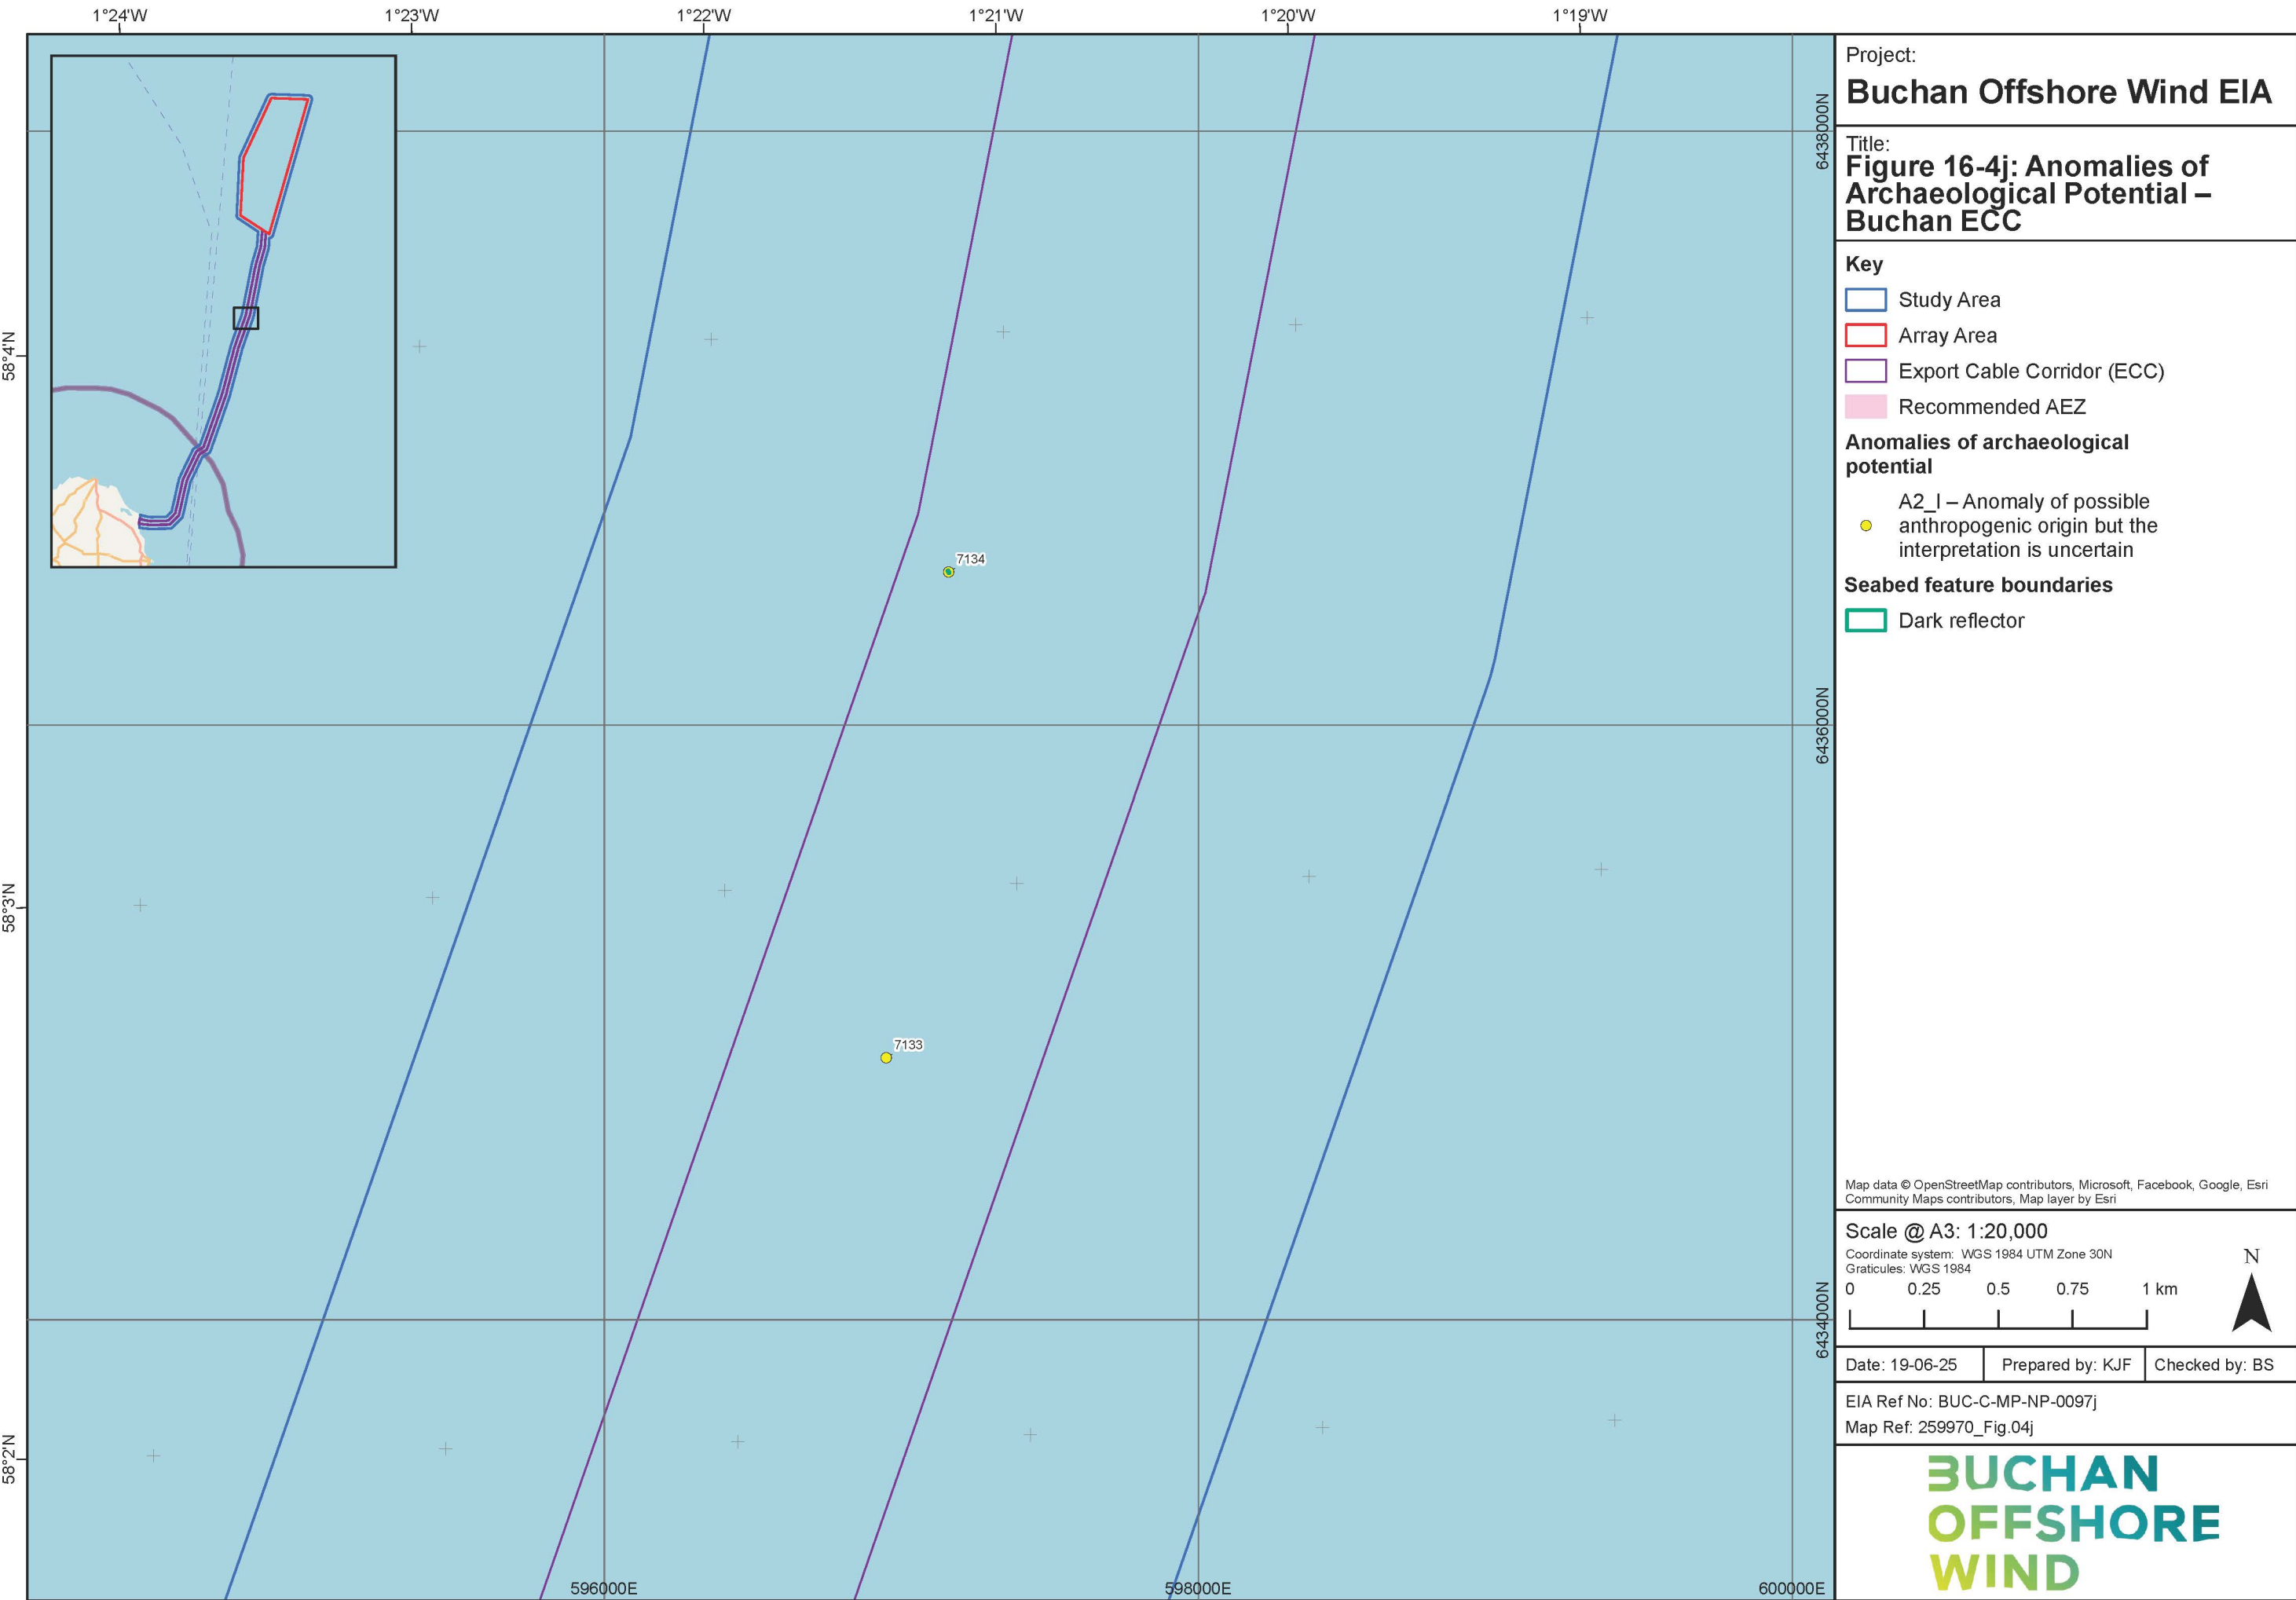 1°24'W 1°23'W 1°22'W 1°21'W 1°20'W 1°19'W
58°4'N
58°3'N
58°2'N
6438000N
6436000N
6434000N
596000E 598000E 600000E
7134
7133
Project:
Buchan Offshore Wind EIA
Title:
Figure 16-4j: Anomalies of
Archaeological Potential –
Buchan ECC
Key
Study Area
Array Area
Export Cable Corridor (ECC)
Recommended AEZ
Anomalies of archaeological
potential
A2_l – Anomaly of possible
anthropogenic origin but the
interpretation is uncertain
Seabed feature boundaries
Dark reflector
Map data © OpenStreetMap contributors, Microsoft, Facebook, Google, Esri
Community Maps contributors, Map layer by Esri
Scale @ A3: 1:20,000
Coordinate system: WGS 1984 UTM Zone 30N
Graticules: WGS 1984
0 0.25 0.5 0.75 1 km
N
Date: 19-06-25 Prepared by: KJF Checked by: BS
EIA Ref No: BUC-C-MP-NP-0097j
Map Ref: 259970_Fig.04j
BUCHAN
OFFSHORE
WIND